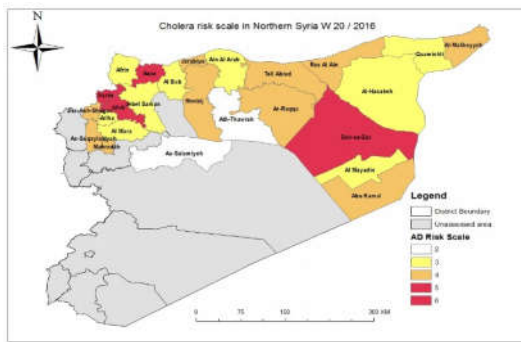 Cholera risk scale in Northern Syria W 20 / 2016
N
Al-Malikeyyeh
Quamishli
Ras Al Ain
Ain Al Arab
Jarablus
Tell Abiad
Afrin
Azaz
Al Bab
Al-Hasakeh
Menbij
Jebel Saman
Harim
Idleb
Ariha
Ar-Raqqa
Ath-Thawrah
Al Mara
Deir-ez-Zor
As-Salamiyeh
Al Mayadin
Abu Kamal
Legend
District Boundary
Unassessed area
AD Risk Scale
2
3
4
5
6
0 75 150 300 KM